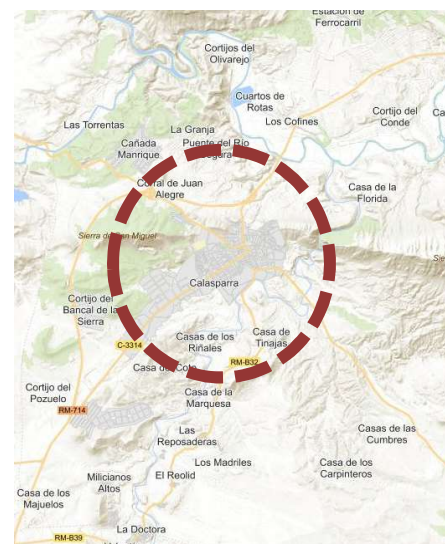 Estación de
Ferrocarril
Cortijos del
Olivarejo
Cuartos de
Rotas
Cortijo del
Conde
Las Torrentas
La Granja
Los Cofines
Cañada
Manrique
Puente del Río
Segura
Corral de Juan
Alegre
Casa de la
Florida
Sierra de San Miguel
Calasparra
Cortijo del
Bancal de la
Sierra
Casas de los
Riñales
Casa de
Tinajas
C-3314
RM-B32
Casa del Coto
Cortijo del
Pozuelo
Casa de la
Marquesa
RM-714
Las
Reposaderas
Casas de las
Cumbres
Los Madriles
Casa de los
Carpinteros
Milicianos
Altos
El Reolid
Casa de los
Majuelos
La Doctora
RM-B39